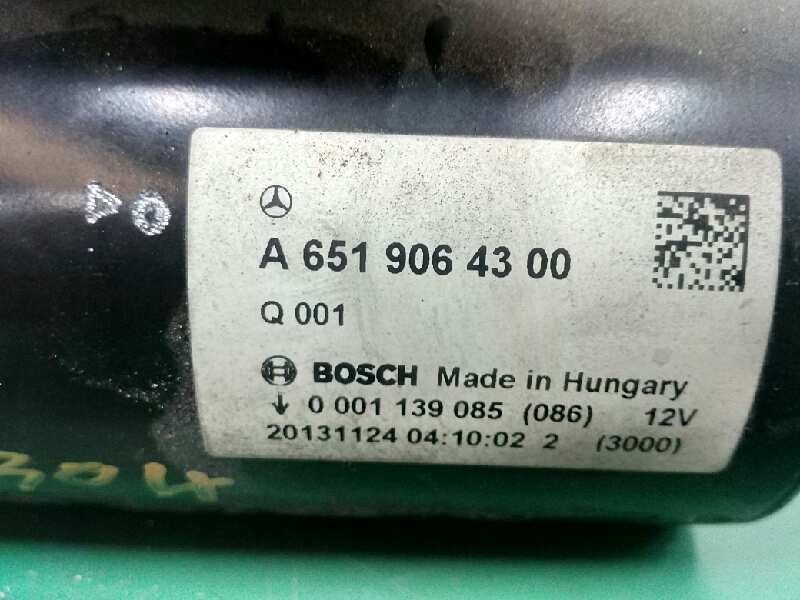 A 651 906 43 00
Q 001
BOSCH Made in Hungary
0 001 139 085 (086) 12V
20131124 04:10:02 2 (3000)